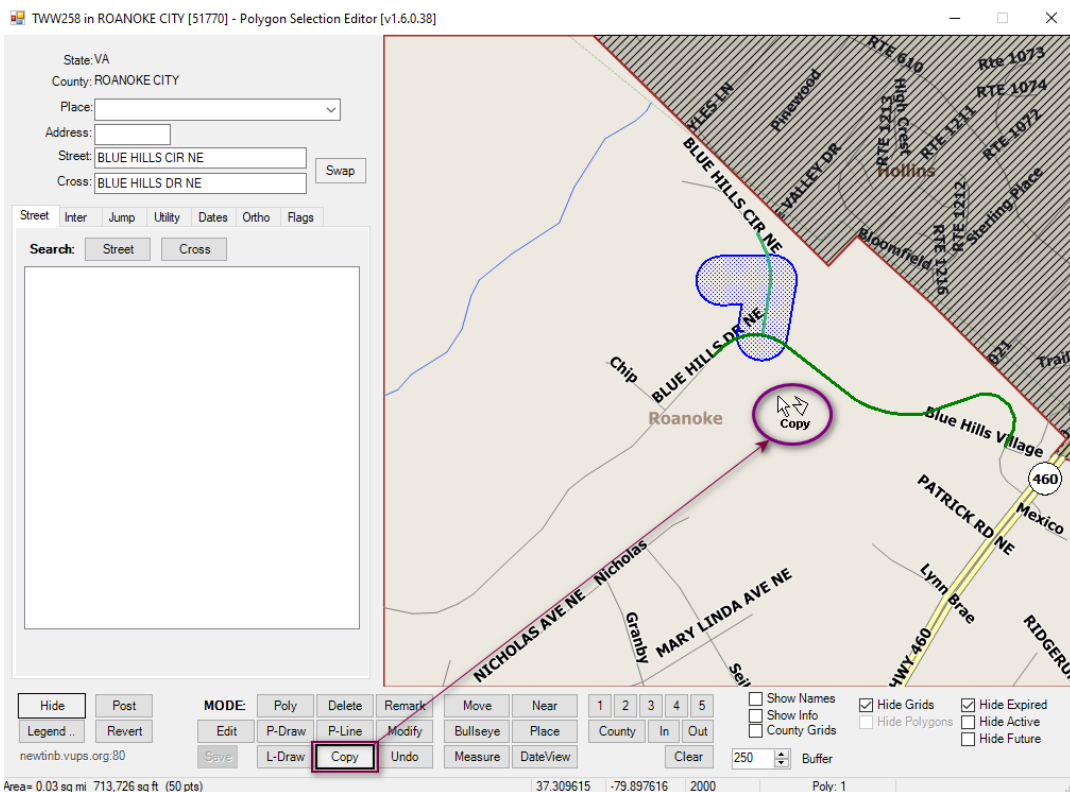 TWW258 in ROANOKE CITY [51770] - Polygon Selection Editor [v1.6.0.38]
State: VA
County: ROANOKE CITY
Place:
Address:
Street: BLUE HILLS CIR NE
Cross: BLUE HILLS DR NE
Swap
Street Inter Jump Utility Dates Ortho Flags
Search: Street Cross
RTE 610
Rte 1073
RTE 1074
Pinewood
YLES LN
High Crest
RTE 1213
RTE 1211
RTE 1072
BLUE HILLS CIR NE
VALLEY DR
Hollins
RTE 1212
Sterling Place
Bloomfield
RTE 1216
BLUE HILLS DR NE
021
Trail
Chip
Roanoke
Copy
Blue Hills Village
460
PATRICK RD NE
Mexico
Nicholas
NICHOLAS AVE NE
Lynn Brae
MARY LINDA AVE NE
Granby
HWY 460
RIDGERU
Seil
Hide Post MODE: Poly Delete Remark Move Near 1 2 3 4 5
Show Names
Hide Grids
Hide Expired
Legend .. Revert Edit P-Draw P-Line Modify Bullseye Place County In Out
Show Info
Hide Polygons
Hide Active
County Grids
Hide Future
newtinb.vups.org:80 Save L-Draw Copy Undo Measure DateView Clear 250 Buffer
Area= 0.03 sq mi 713,726 sq ft (50 pts) 37.309615 -79.897616 2000 Poly: 1